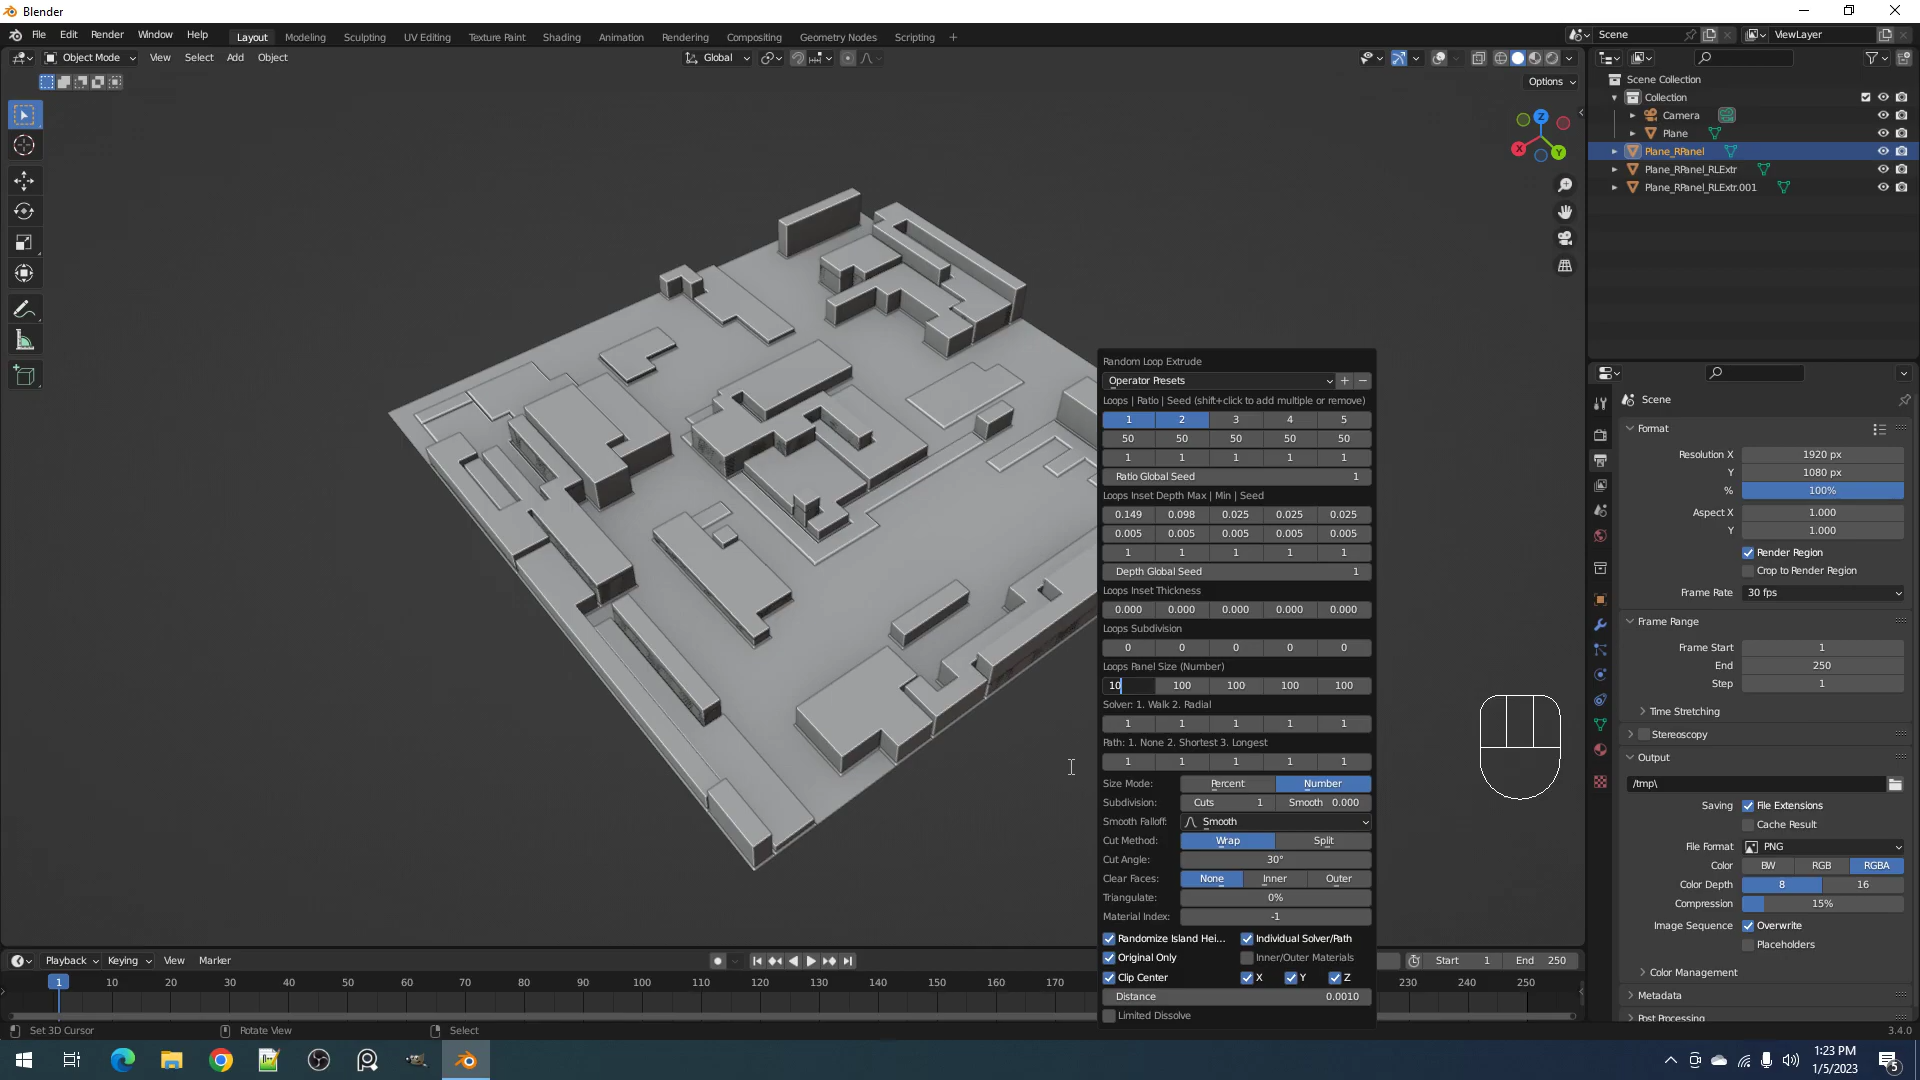 Blender
File Edit Render Window Help
Layout Modeling Sculpting UV Editing Texture Paint Shading Animation Rendering Compositing Geometry Nodes Scripting +
Scene
ViewLayer
Object Mode View Select Add Object
Global
Options
Z
X
Y
Scene Collection
Collection
Camera
Plane
Plane_RPanel
Plane_RPanel_RLExtr
Plane_RPanel_RLExtr.001
Random Loop Extrude
Operator Presets
Loops | Ratio | Seed (shift+click to add multiple or remove)
1 2 3 4 5
50 50 50 50 50
1 1 1 1 1
Ratio Global Seed 1
Loops Inset Depth Max | Min | Seed
0.149 0.098 0.025 0.025 0.025
0.005 0.005 0.005 0.005 0.005
1 1 1 1 1
Depth Global Seed 1
Loops Inset Thickness
0.000 0.000 0.000 0.000 0.000
Loops Subdivision
0 0 0 0 0
Loops Panel Size (Number)
10 100 100 100 100
Solver: 1. Walk 2. Radial
1 1 1 1 1
Path: 1. None 2. Shortest 3. Longest
1 1 1 1 1
Size Mode: Percent Number
Subdivision: Cuts 1 Smooth 0.000
Smooth Falloff: Smooth
Cut Method: Wrap Split
Cut Angle: 30°
Clear Faces: None Inner Outer
Triangulate: 0%
Material Index: -1
Randomize Island Hei... Individual Solver/Path
Original Only Inner/Outer Materials
Clip Center X Y Z
Distance 0.0010
Limited Dissolve
Scene
Format
Resolution X 1920 px
Y 1080 px
% 100%
Aspect X 1.000
Y 1.000
Render Region
Crop to Render Region
Frame Rate 30 fps
Frame Range
Frame Start 1
End 250
Step 1
Time Stretching
Stereoscopy
Output
/tmp\
Saving File Extensions
Cache Result
File Format PNG
Color BW RGB RGBA
Color Depth 8 16
Compression 15%
Image Sequence Overwrite
Placeholders
Color Management
Metadata
Post Processing
Playback Keying View Marker
Start 1 End 250
1 10 20 30 40 50 60 70 80 90 100 110 120 130 140 150 160 170 230 240 250
Set 3D Cursor Rotate View Select
3.4.0
1:23 PM
1/5/2023
5